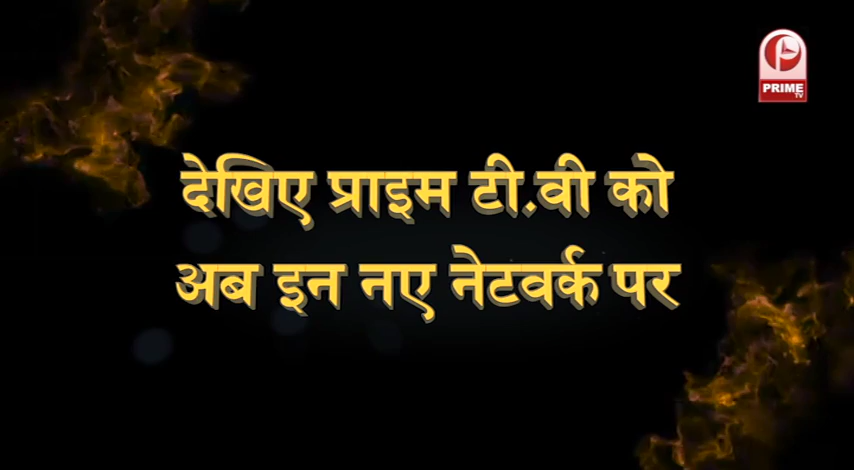 PRIME
TV
देखिए प्राइम टी.वी को
अब इन नए नेटवर्क पर